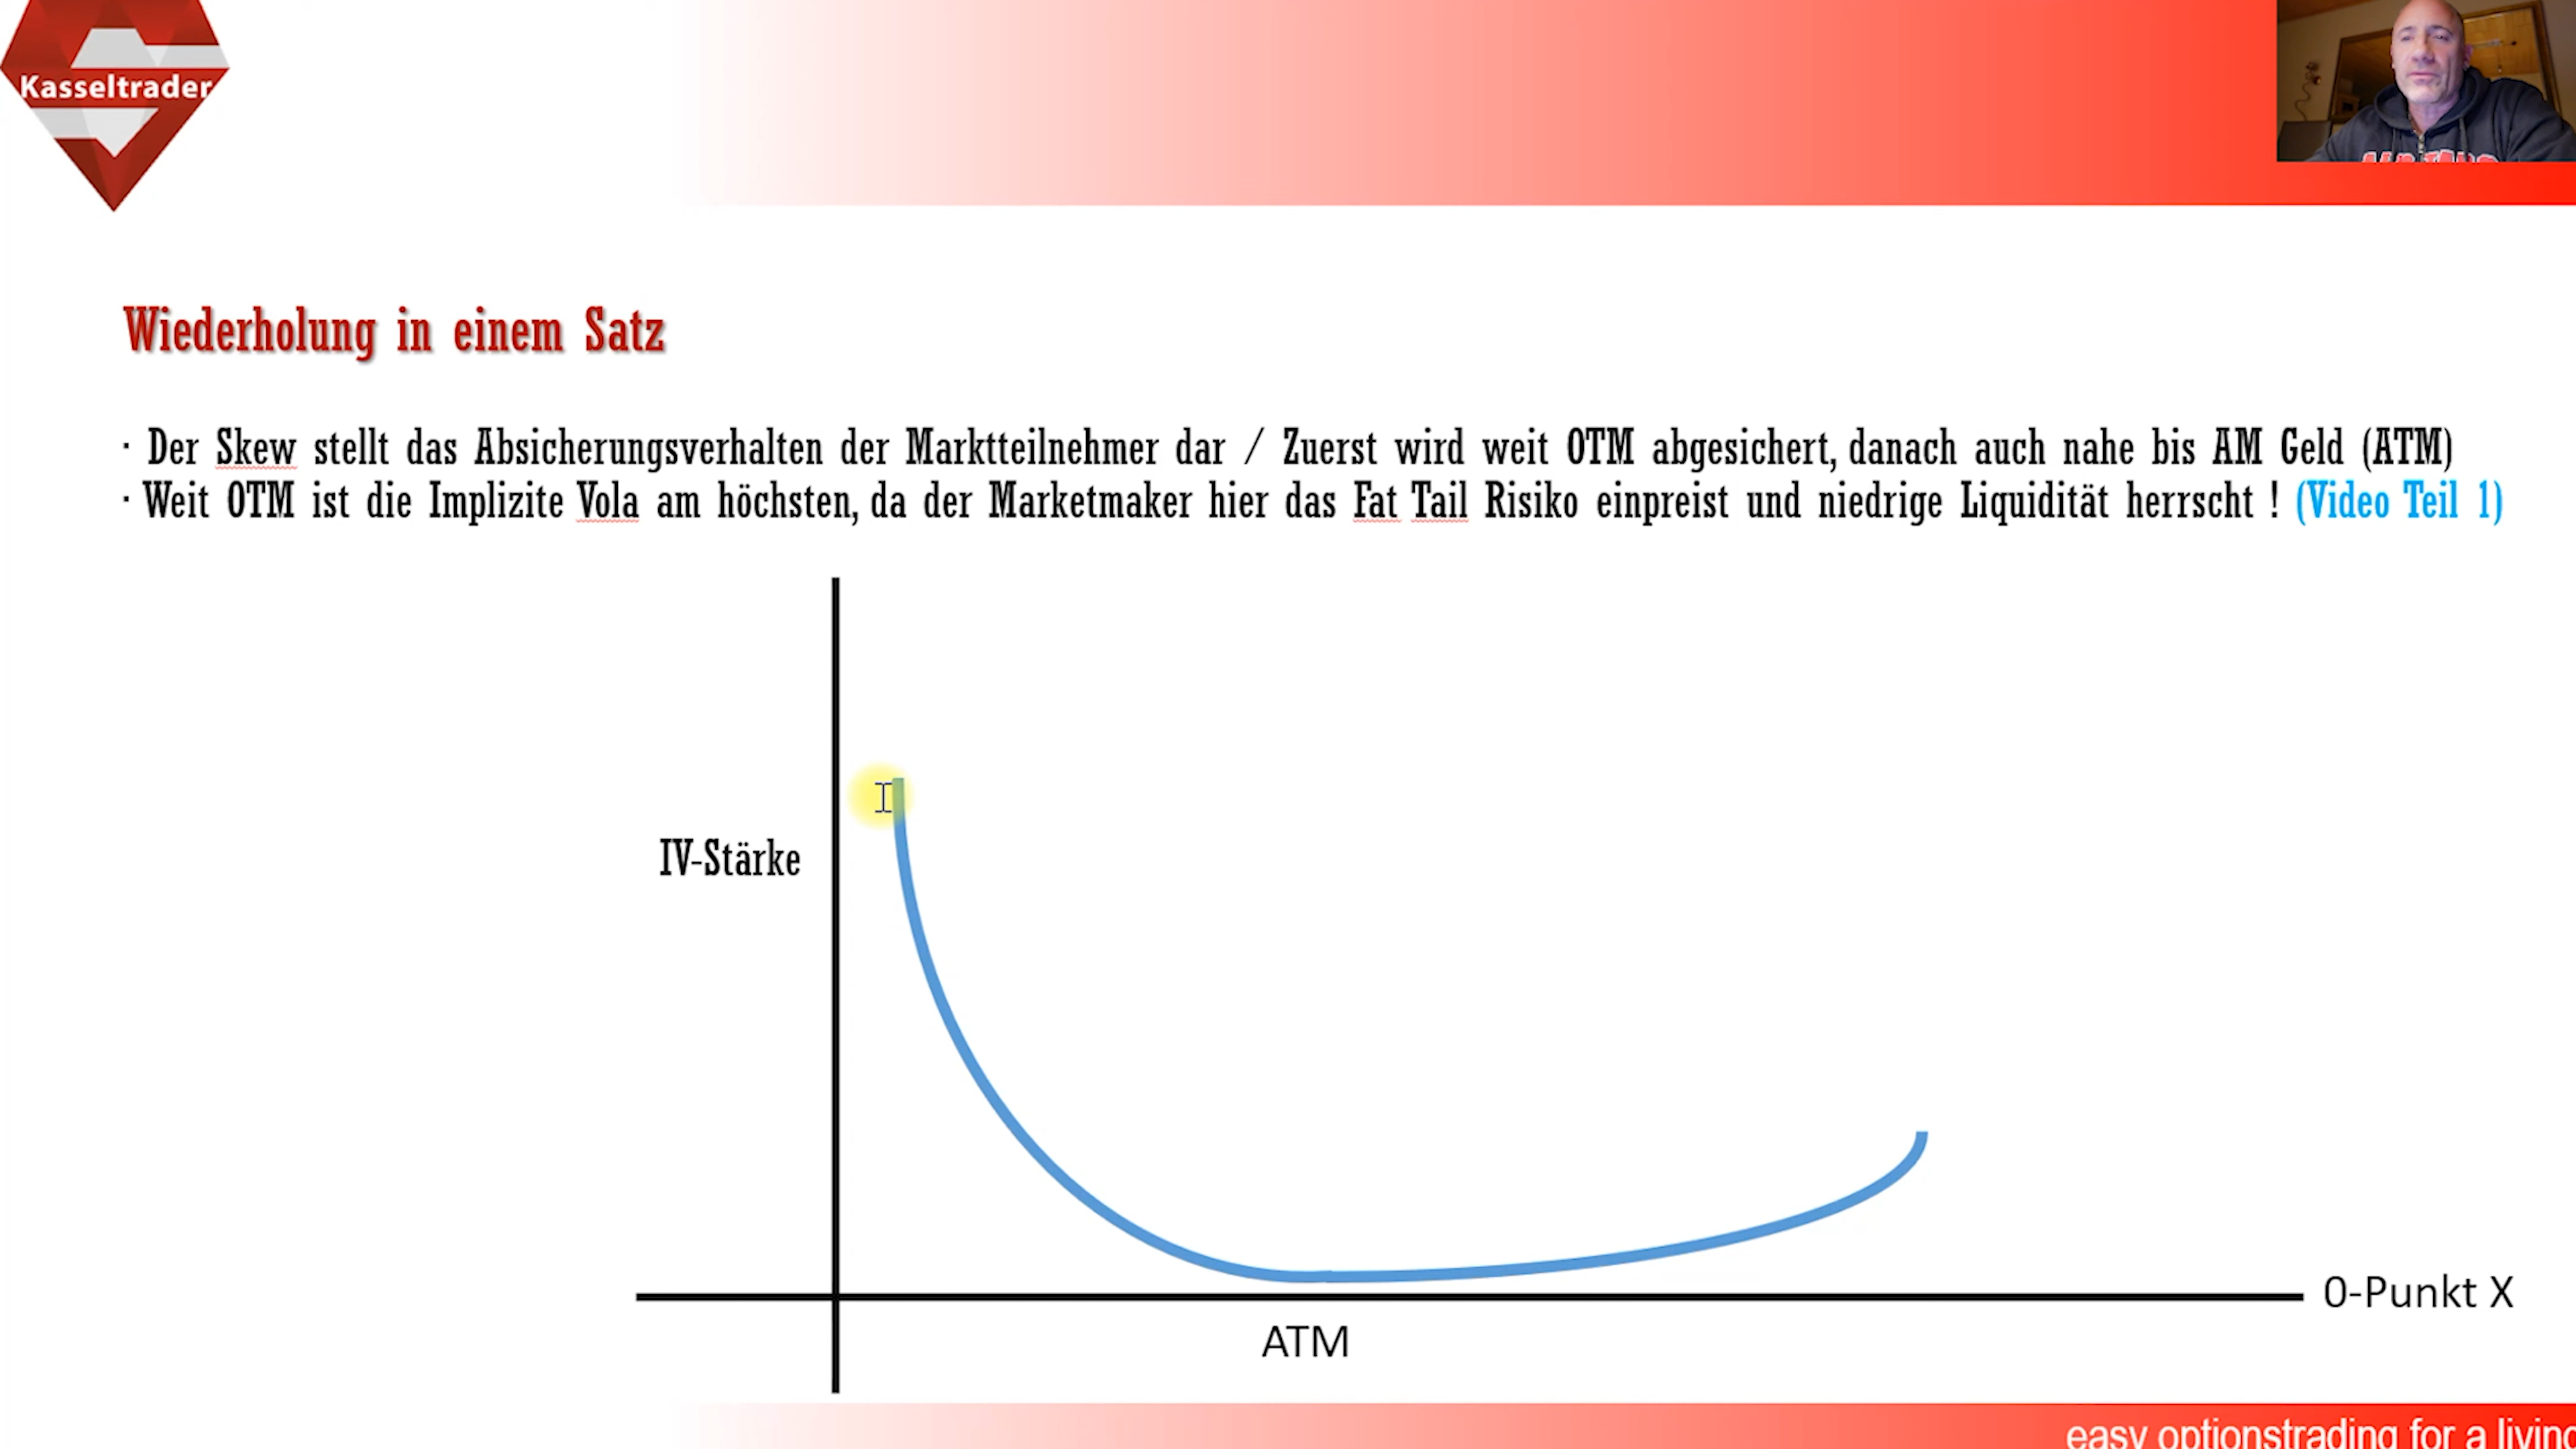 Kasseltrader
Wiederholung in einem Satz
· Der Skew stellt das Absicherungsverhalten der Marktteilnehmer dar / Zuerst wird weit OTM abgesichert, danach auch nahe bis AM Geld (ATM)
· Weit OTM ist die Implizite Vola am höchsten, da der Marketmaker hier das Fat Tail Risiko einpreist und niedrige Liquidität herrscht ! (Video Teil 1)
IV-Stärke
0-Punkt X
ATM
easy optionstrading for a living